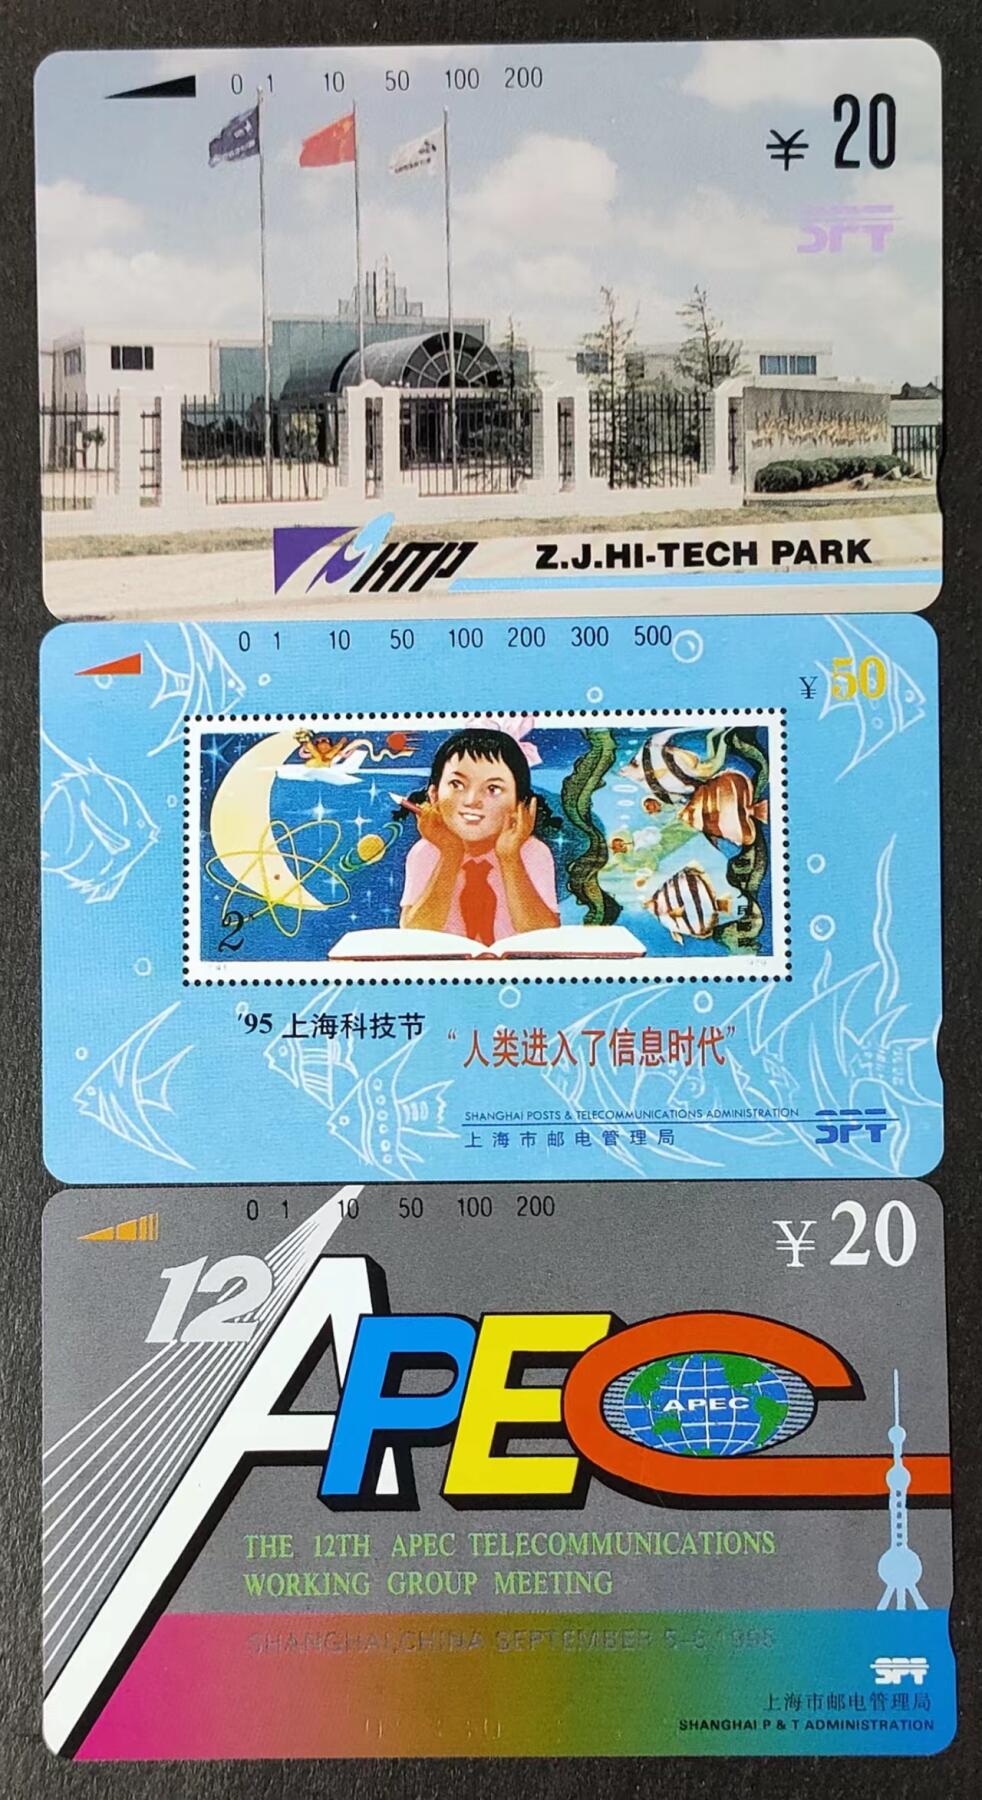 0 1 10 50 100 200
¥ 20
SPT
HTP
Z.J.HI-TECH PARK
0 1 10 50 100 200 300 500
¥ 50
2
'95 上海科技节
“人类进入了信息时代”
SHANGHAI POSTS & TELECOMMUNICATIONS ADMINISTRATION
上海市邮电管理局
SPT
0 1 10 50 100 200
¥ 20
12
APEC
APEC
THE 12TH APEC TELECOMMUNICATIONS
WORKING GROUP MEETING
SHANGHAI,CHINA SEPTEMBER 5-8 1995
SPT
上海市邮电管理局
SHANGHAI P & T ADMINISTRATION